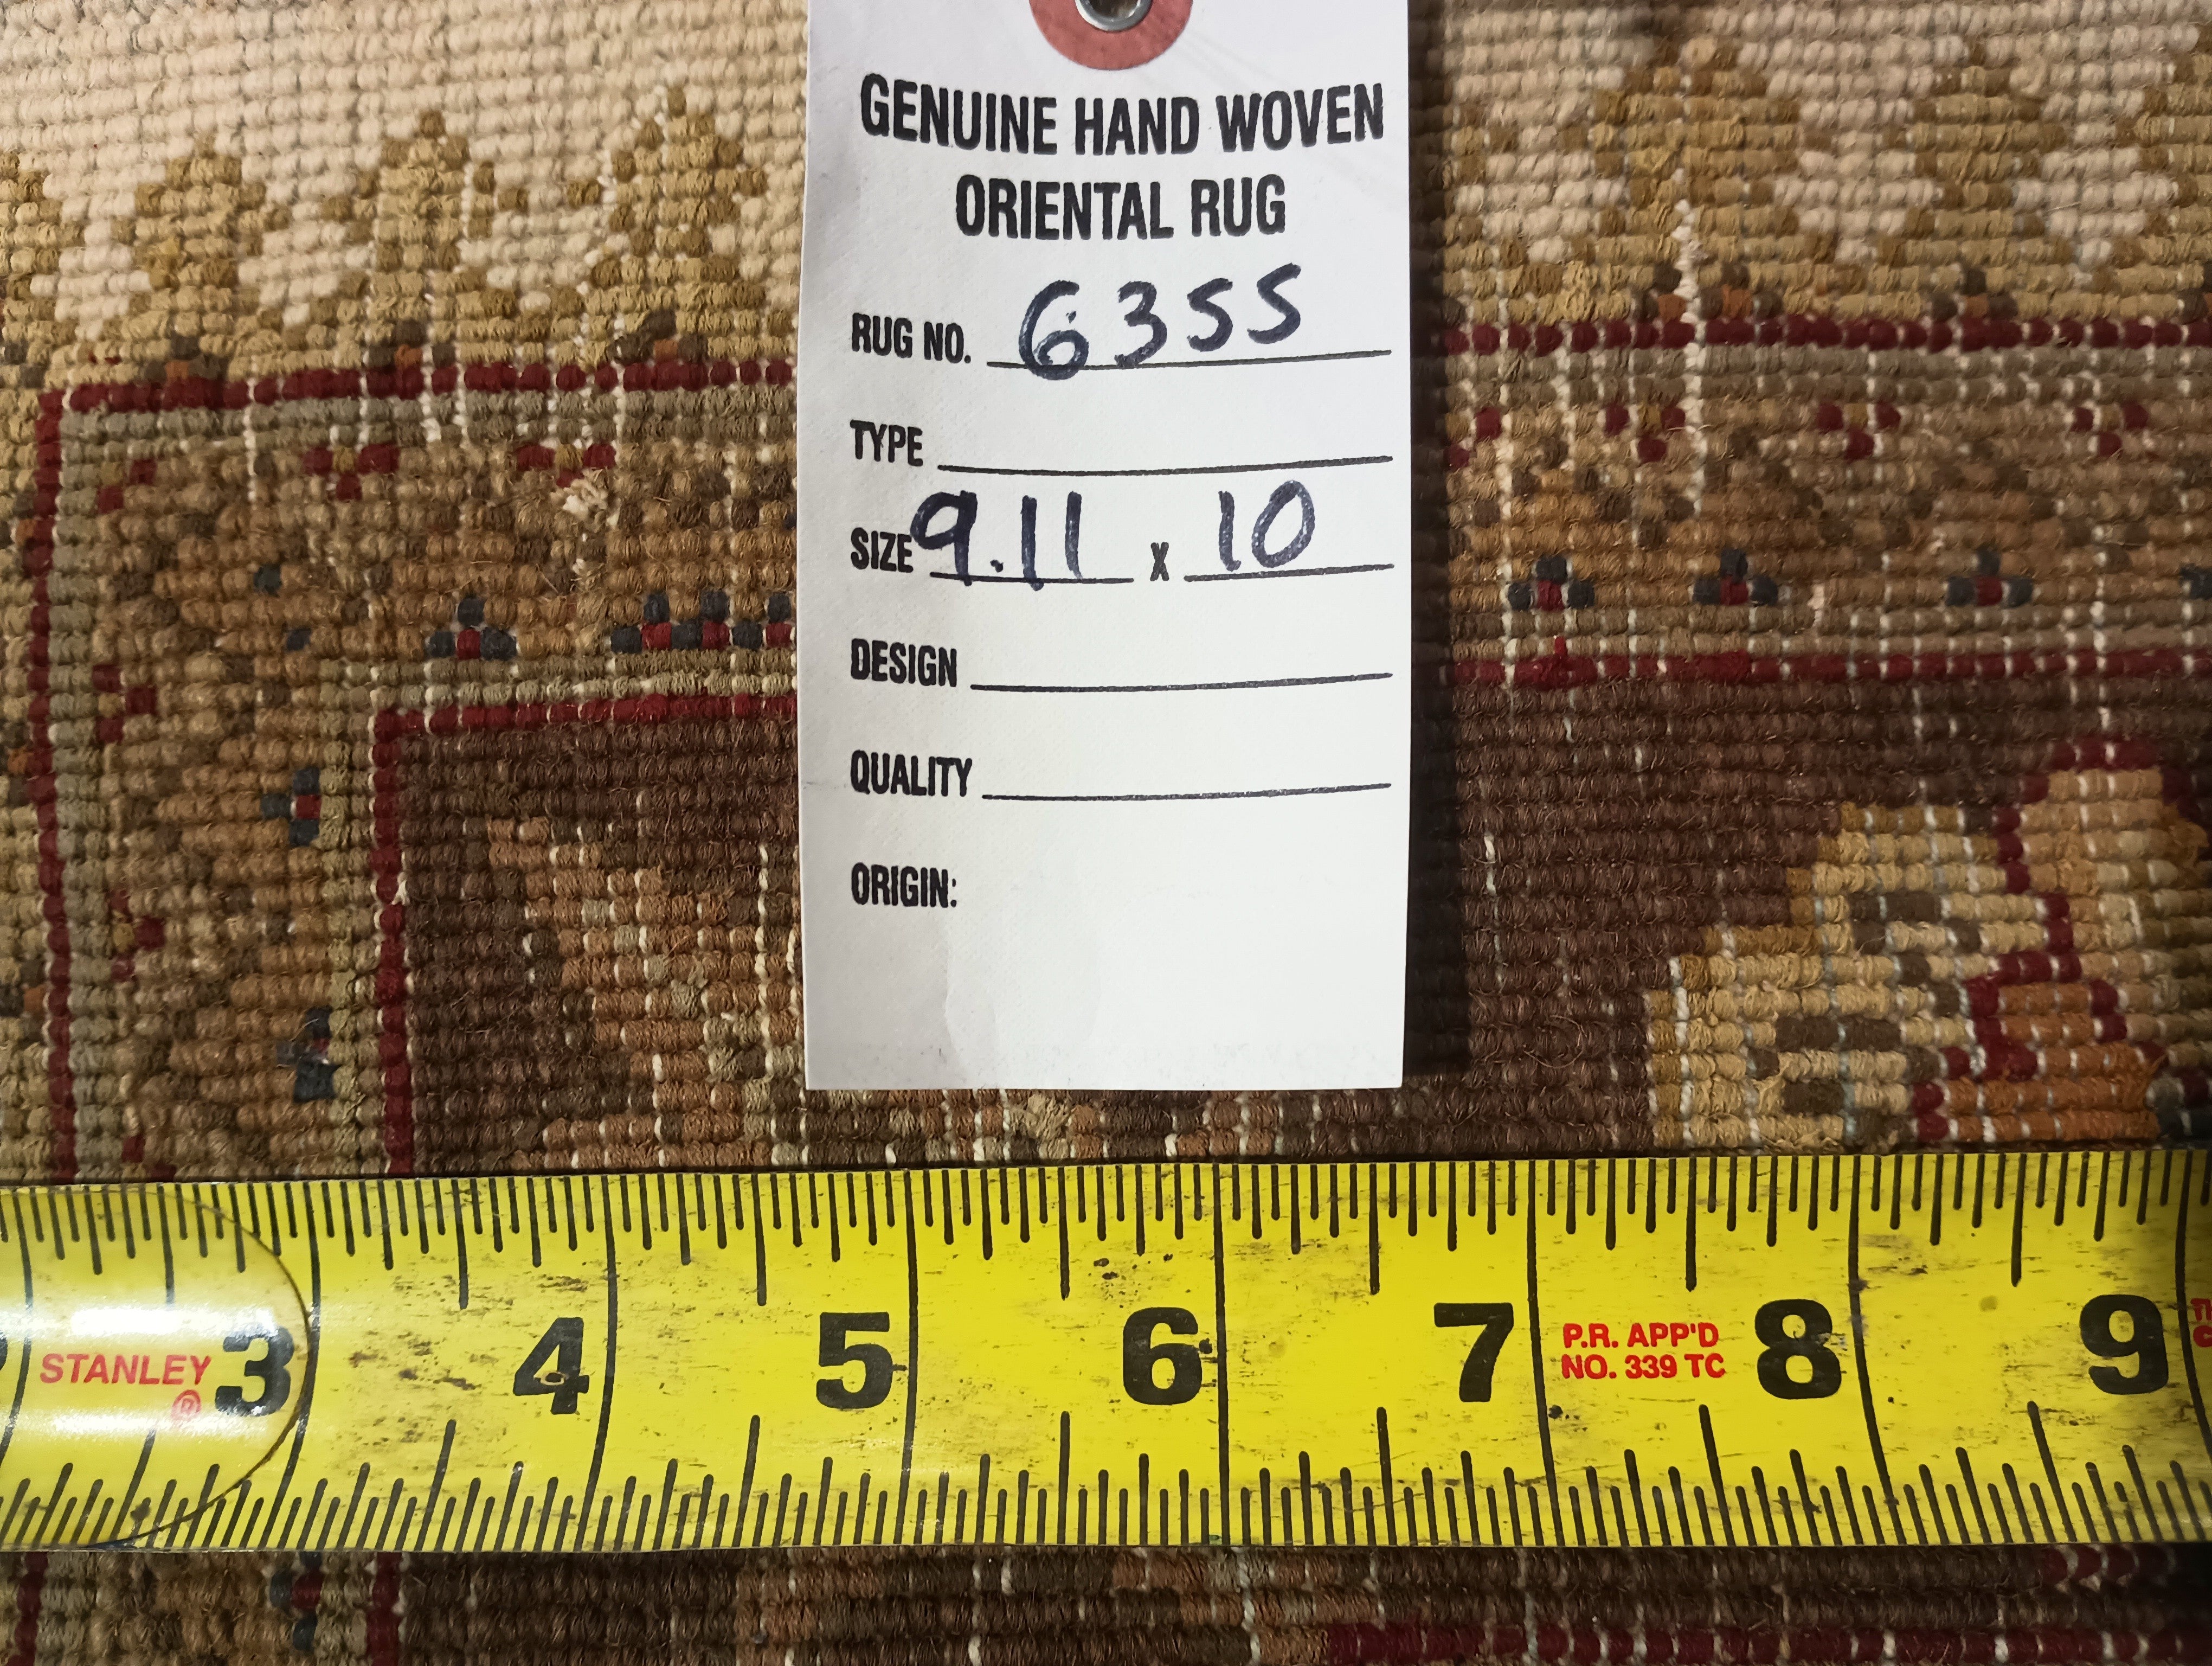 GENUINE HAND WOVEN
ORIENTAL RUG
RUG NO. 6355
TYPE
SIZE 9.11 X 10
DESIGN
QUALITY
ORIGIN:
STANLEY ® 3 4 5 6 7 P.R. APP'D 8 9
NO. 339 TC